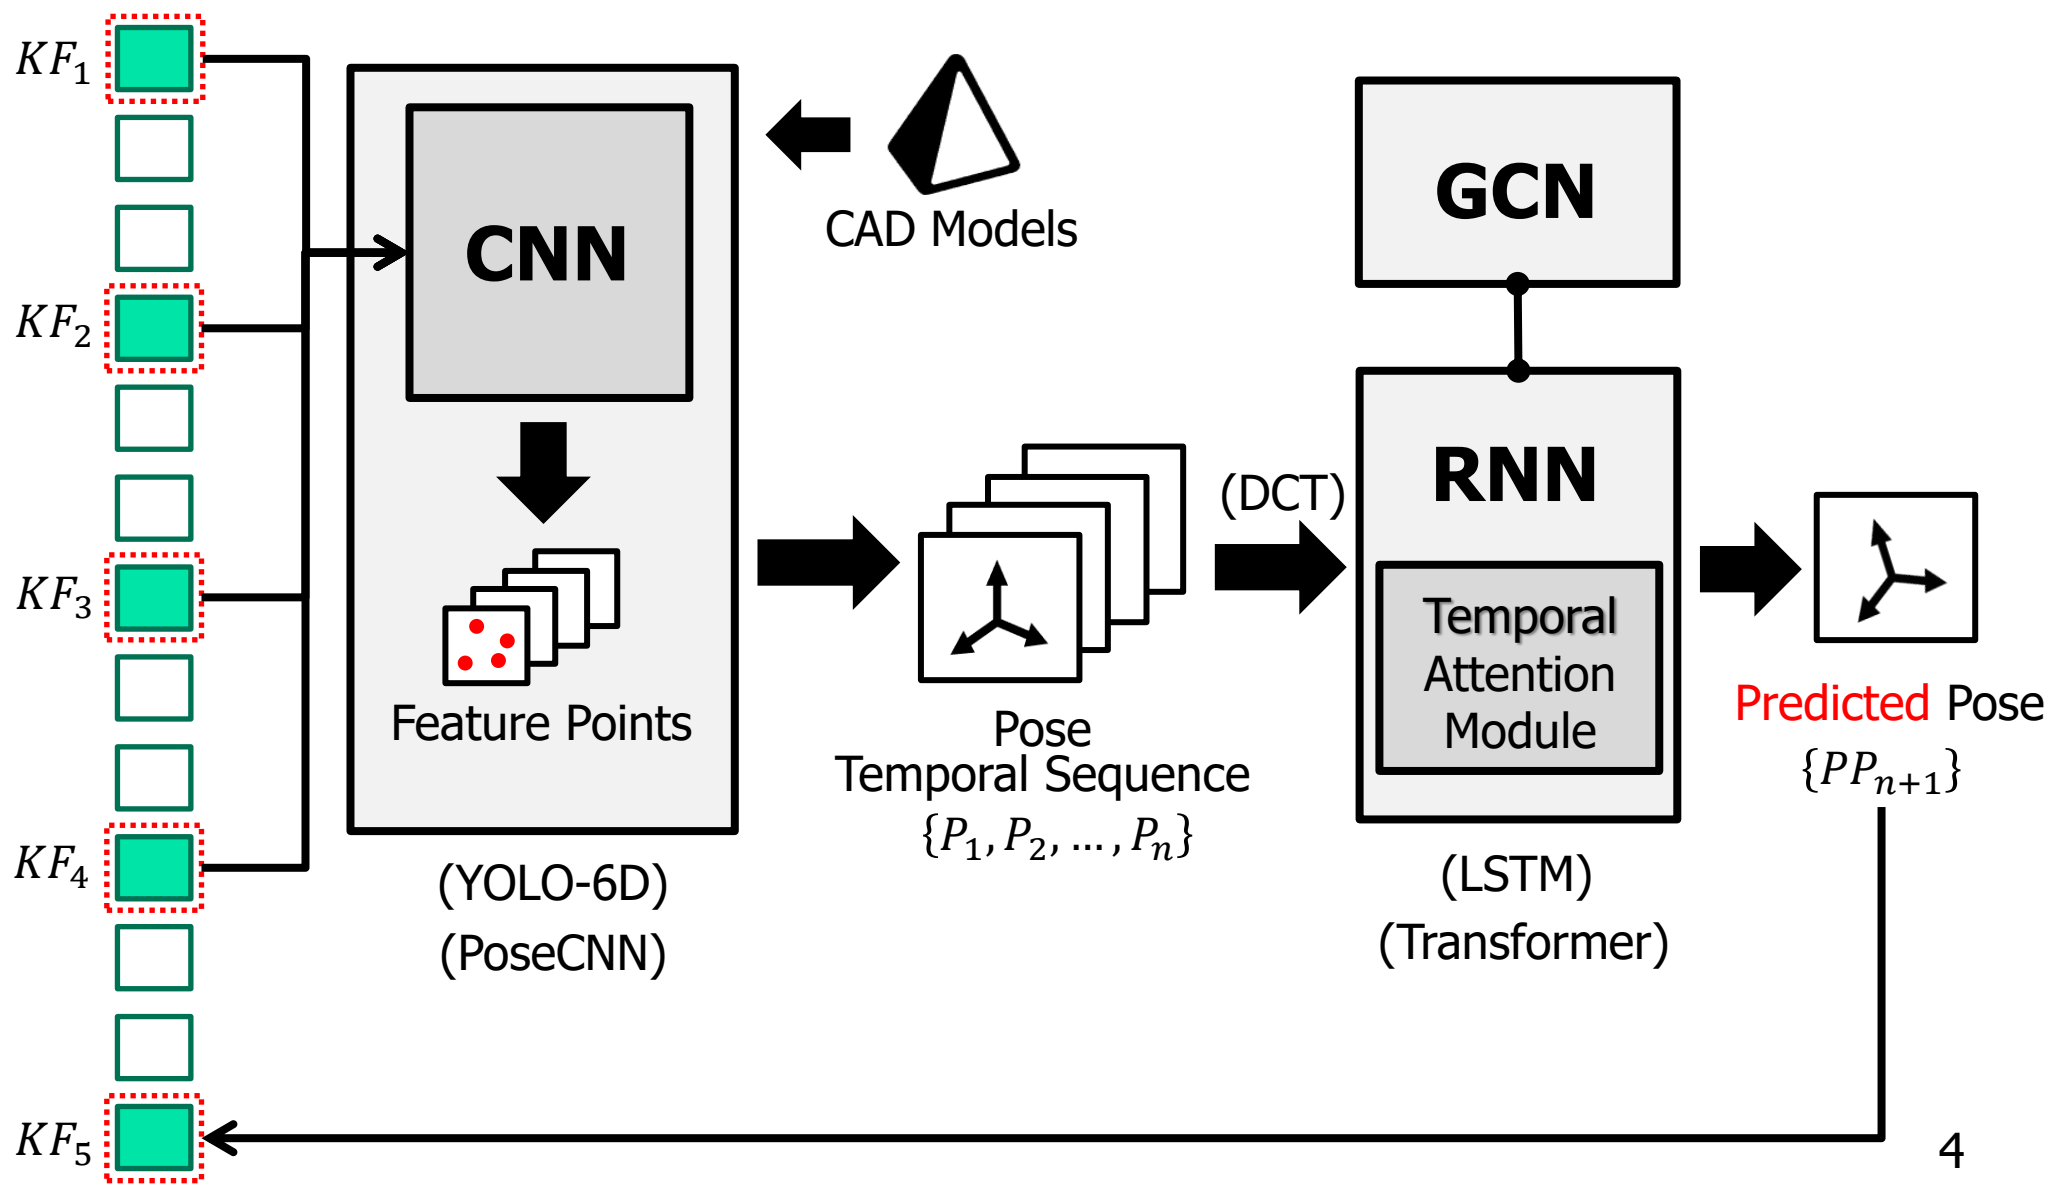 KF₁
KF₂
KF₃
KF₄
KF₅
CNN
Feature Points
(YOLO-6D)
(PoseCNN)
CAD Models
Pose
Temporal Sequence
{P₁, P₂, … , Pₙ}
(DCT)
GCN
RNN
Temporal
Attention
Module
(LSTM)
(Transformer)
Predicted Pose
{PPₙ₊₁}
4